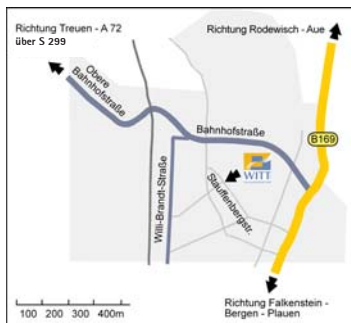 Richtung Treuen - A 72
über S 299
Richtung Rodewisch - Aue
Obere
Bahnhofstraße
Bahnhofstraße
B169
WITT
Willi-Brandt-Straße
Stauffenbergstr.
100 200 300 400m
Richtung Falkenstein -
Bergen - Plauen